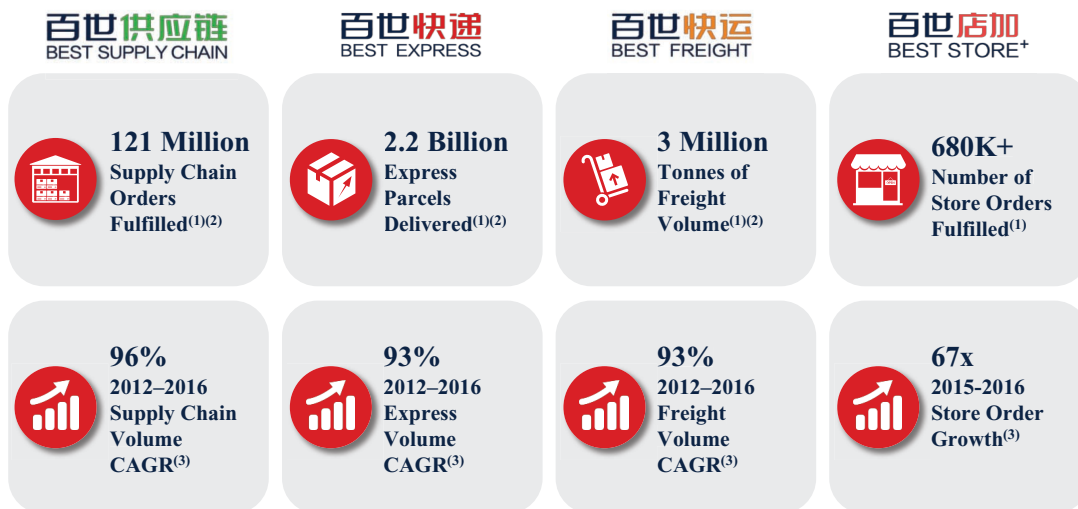 百世供应链
BEST SUPPLY CHAIN
百世快递
BEST EXPRESS
百世快运
BEST FREIGHT
百世店加
BEST STORE+
121 Million
Supply Chain
Orders
Fulfilled(1)(2)
2.2 Billion
Express
Parcels
Delivered(1)(2)
3 Million
Tonnes of
Freight
Volume(1)(2)
680K+
Number of
Store Orders
Fulfilled(1)
96%
2012–2016
Supply Chain
Volume
CAGR(3)
93%
2012–2016
Express
Volume
CAGR(3)
93%
2012–2016
Freight
Volume
CAGR(3)
67x
2015-2016
Store Order
Growth(3)